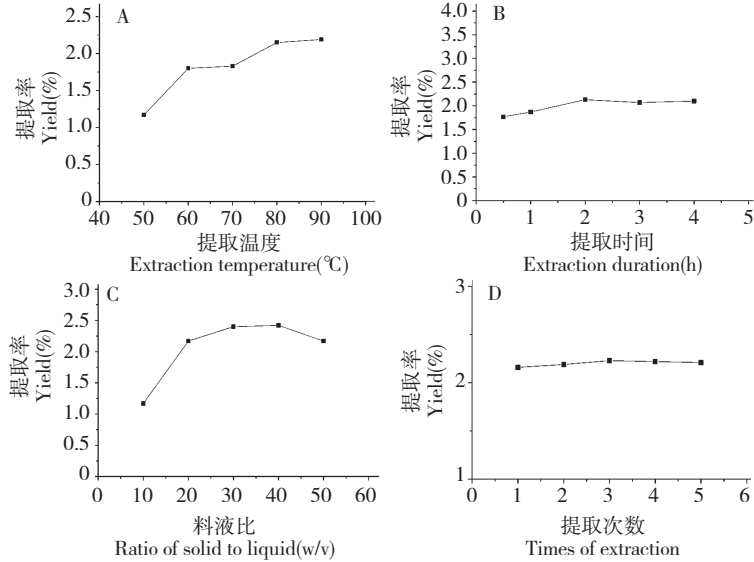 A
提取率
Yield(%)
2.5
2.0
1.5
1.0
0.5
0
40 50 60 70 80 90 100
提取温度
Extraction temperature(℃)
B
提取率
Yield(%)
4.0
3.5
3.0
2.5
2.0
1.5
1.0
0.5
0
0 1 2 3 4 5
提取时间
Extraction duration(h)
C
提取率
Yield(%)
3.0
2.5
2.0
1.5
1.0
0.5
0
0 10 20 30 40 50 60
料液比
Ratio of solid to liquid(w/v)
D
提取率
Yield(%)
3
2
1
0 1 2 3 4 5 6
提取次数
Times of extraction